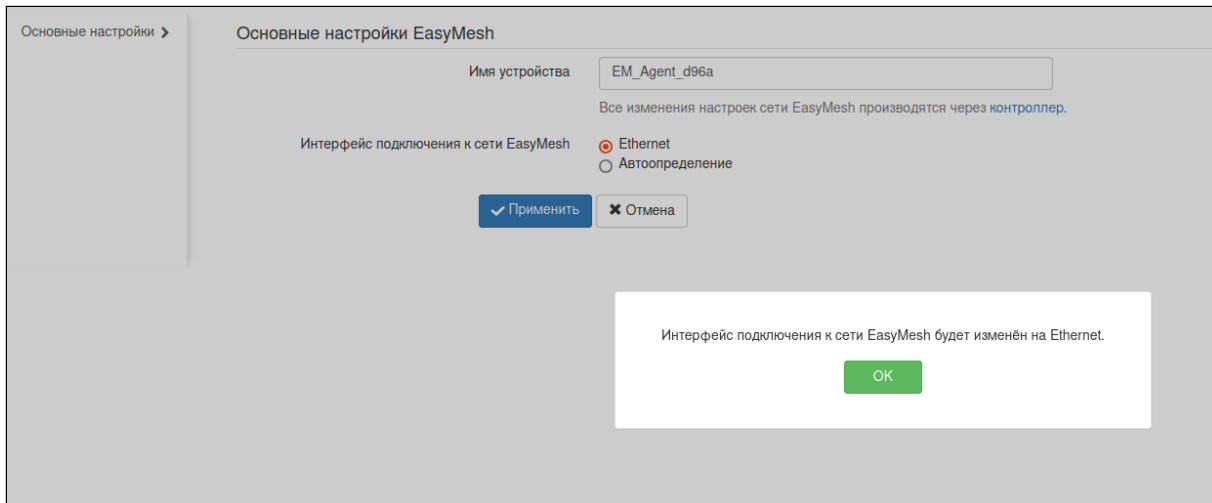 Основные настройки
Основные настройки EasyMesh
Имя устройства
EM_Agent_d96a
Все изменения настроек сети EasyMesh производятся через контроллер.
Интерфейс подключения к сети EasyMesh
Ethernet
Автоопределение
Применить
Отмена
Интерфейс подключения к сети EasyMesh будет изменён на Ethernet.
OK